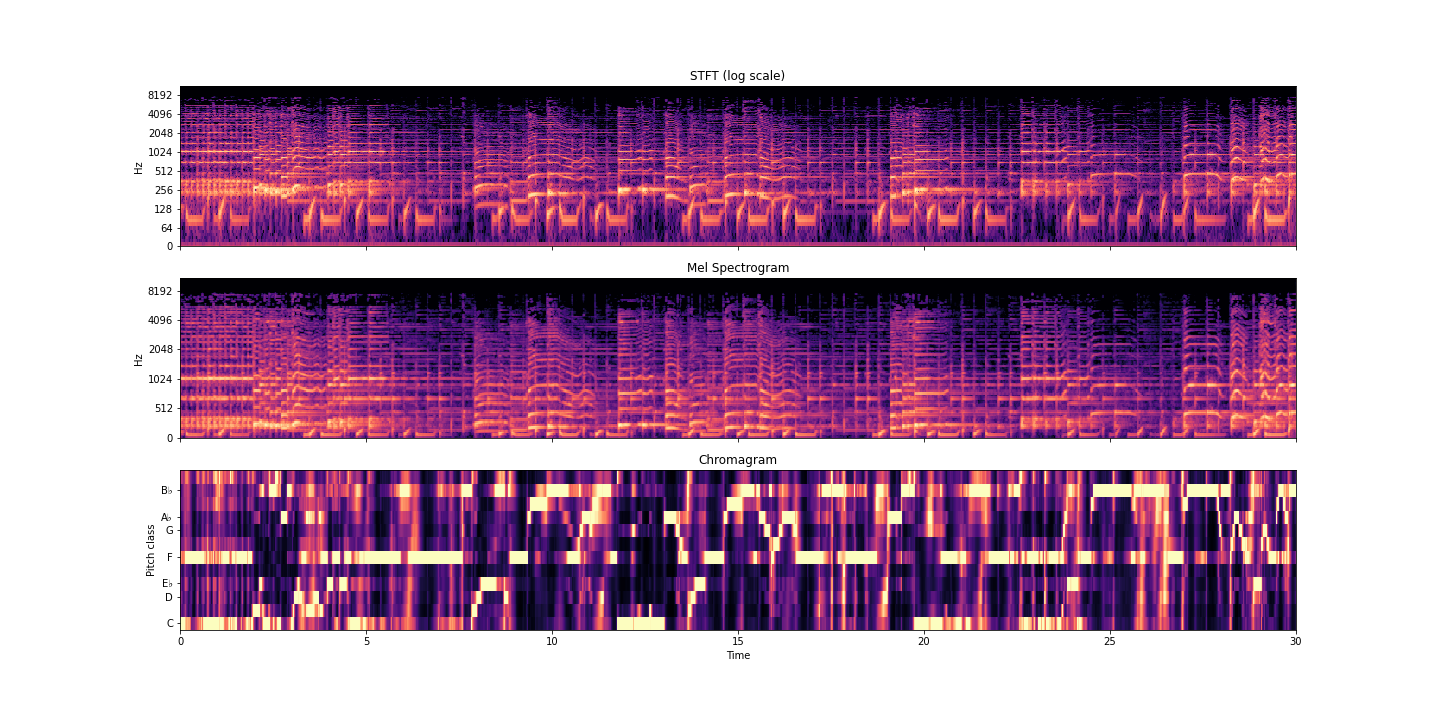 STFT (log scale)
8192
4096
2048
1024
512
256
128
64
0
Hz
Mel Spectrogram
8192
4096
2048
1024
512
0
Hz
Chromagram
B♭
A♭
G
F
E♭
D
C
Pitch class
0 5 10 15 20 25 30
Time